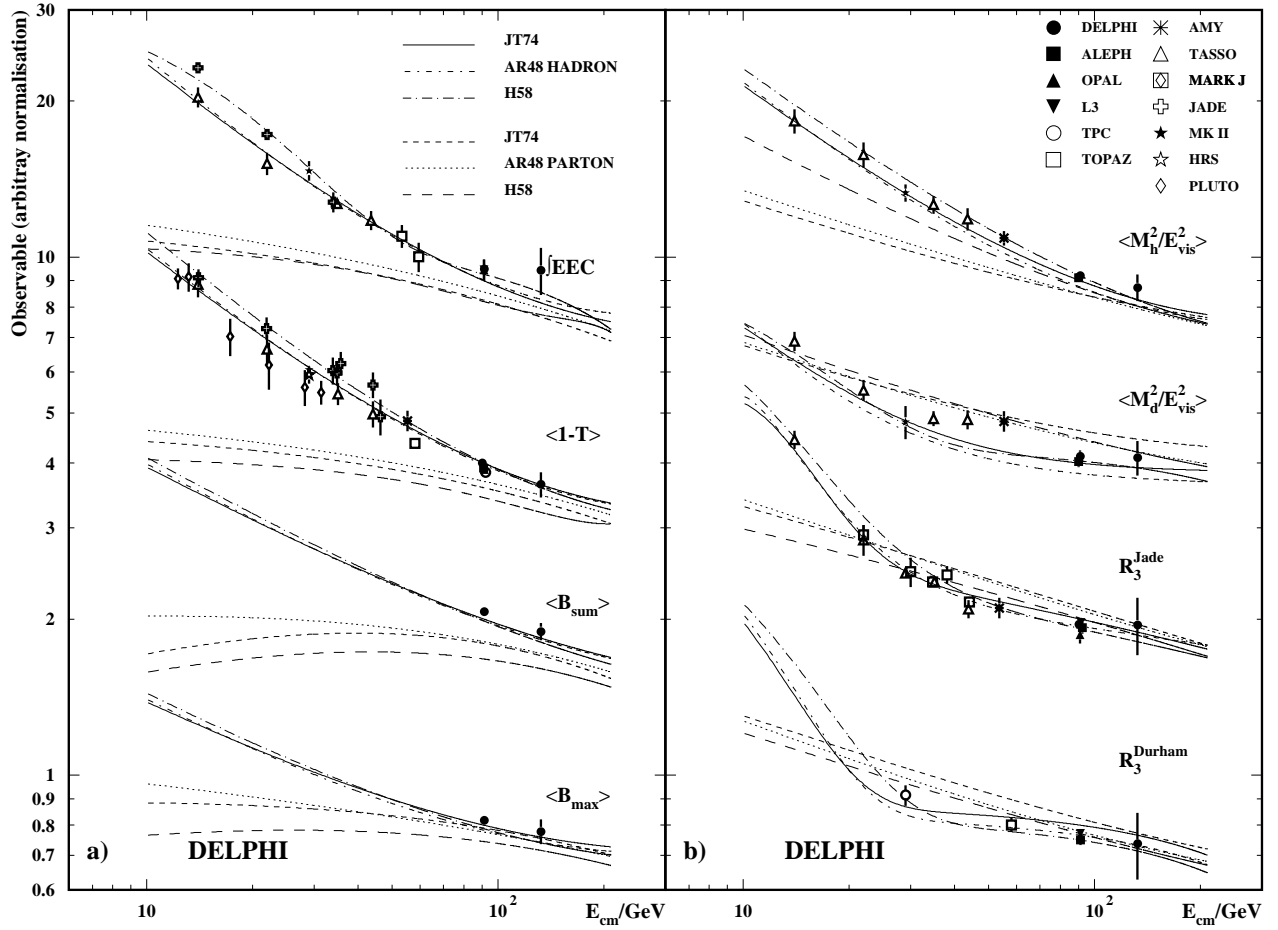 Observable (arbitray normalisation)
30
20
10
9
8
7
6
5
4
3
2
1
0.9
0.8
0.7
0.6
JT74
AR48 HADRON
H58
JT74
AR48 PARTON
H58
∫EEC
<1-T>
<B_sum>
<B_max>
a)
DELPHI
10
10^2
E_cm/GeV
DELPHI
ALEPH
OPAL
L3
TPC
TOPAZ
AMY
TASSO
MARK J
JADE
MK II
HRS
PLUTO
<M_h^2/E_vis^2>
<M_d^2/E_vis^2>
R_3^Jade
R_3^Durham
b)
DELPHI
10
10^2
E_cm/GeV